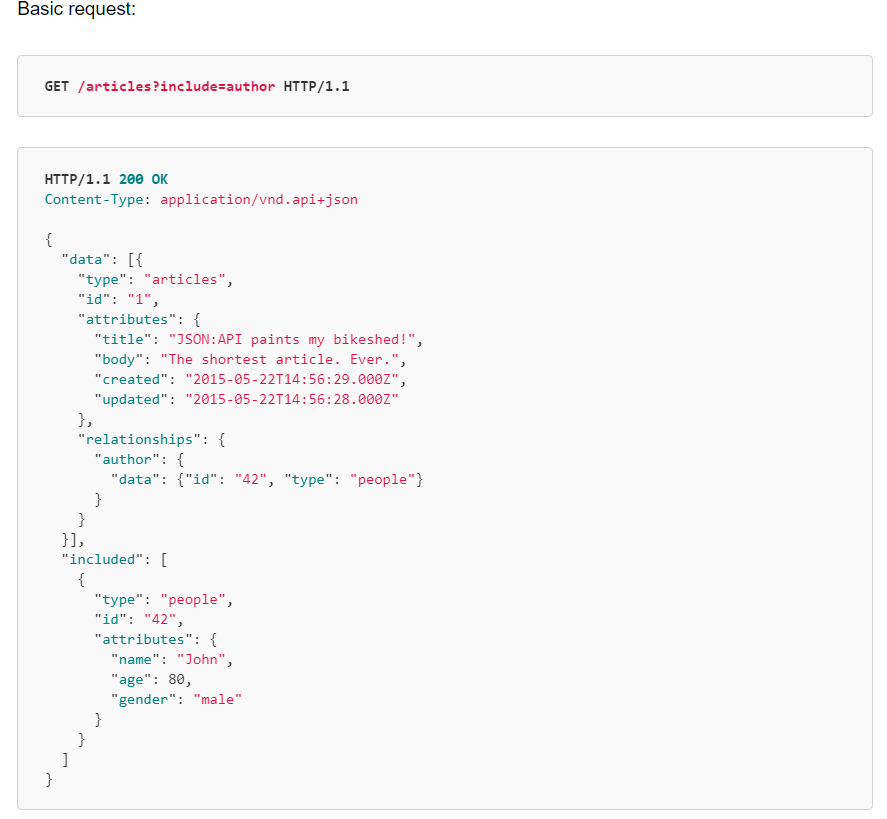 Basic request:
GET /articles?include=author HTTP/1.1
HTTP/1.1 200 OK
Content-Type: application/vnd.api+json
{
  "data": [{
    "type": "articles",
    "id": "1",
    "attributes": {
      "title": "JSON:API paints my bikeshed!",
      "body": "The shortest article. Ever.",
      "created": "2015-05-22T14:56:29.000Z",
      "updated": "2015-05-22T14:56:28.000Z"
    },
    "relationships": {
      "author": {
        "data": {"id": "42", "type": "people"}
      }
    }
  }],
  "included": [
    {
      "type": "people",
      "id": "42",
      "attributes": {
        "name": "John",
        "age": 80,
        "gender": "male"
      }
    }
  ]
}